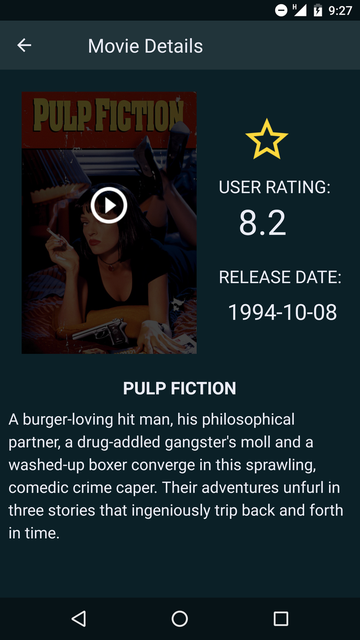 H 9:27
Movie Details
PULP FICTION
USER RATING:
8.2
RELEASE DATE:
1994-10-08
PULP FICTION
A burger-loving hit man, his philosophical
partner, a drug-addled gangster's moll and a
washed-up boxer converge in this sprawling,
comedic crime caper. Their adventures unfurl in
three stories that ingeniously trip back and forth
in time.